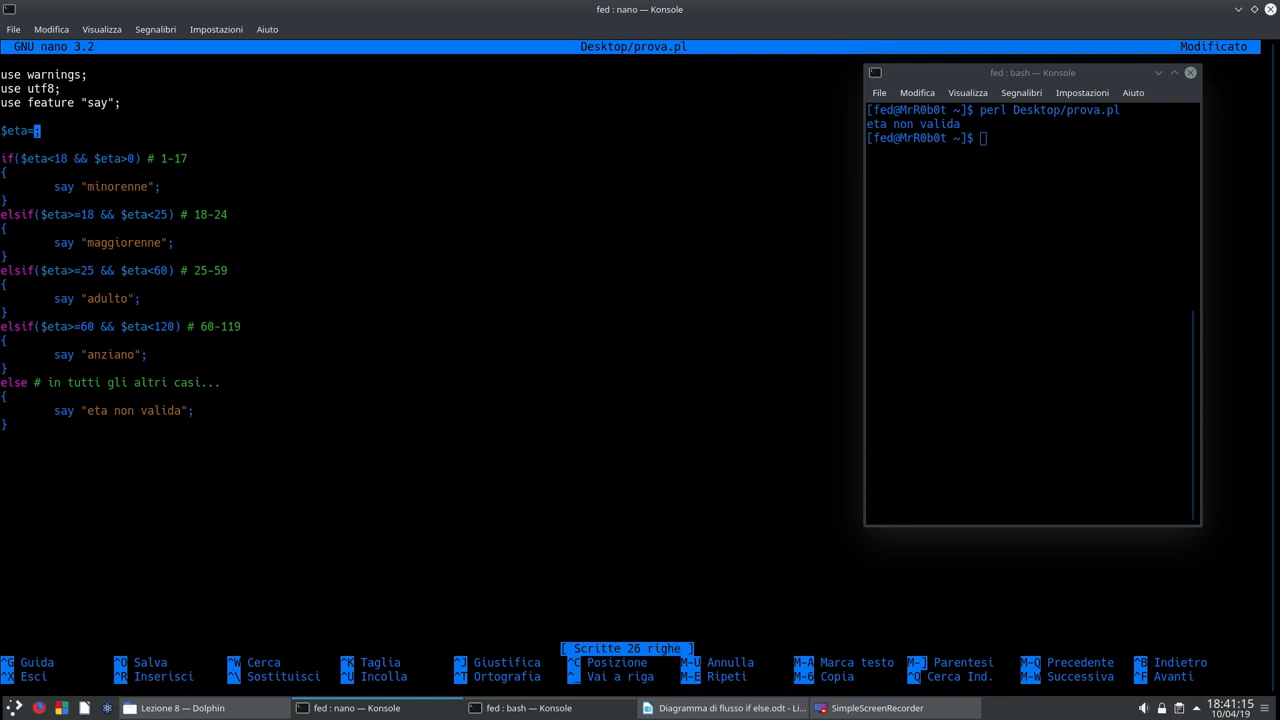 fed : nano — Konsole
File Modifica Visualizza Segnalibri Impostazioni Aiuto
GNU nano 3.2 Desktop/prova.pl Modificato
use warnings;
use utf8;
use feature "say";
$eta=;
if($eta<18 && $eta>0) # 1-17
{
say "minorenne";
}
elsif($eta>=18 && $eta<25) # 18-24
{
say "maggiorenne";
}
elsif($eta>=25 && $eta<60) # 25-59
{
say "adulto";
}
elsif($eta>=60 && $eta<120) # 60-119
{
say "anziano";
}
else # in tutti gli altri casi...
{
say "eta non valida";
}
fed : bash — Konsole
File Modifica Visualizza Segnalibri Impostazioni Aiuto
[fed@MrR0b0t ~]$ perl Desktop/prova.pl
eta non valida
[fed@MrR0b0t ~]$
[ Scritte 26 righe ]
^G Guida ^O Salva ^W Cerca ^K Taglia ^J Giustifica ^C Posizione M-U Annulla M-A Marca testo M-] Parentesi M-Q Precedente ^B Indietro
^X Esci ^R Inserisci ^\ Sostituisci ^U Incolla ^T Ortografia ^_ Vai a riga M-E Ripeti M-6 Copia ^Q Cerca Ind. M-W Successiva ^F Avanti
Lezione 8 — Dolphin fed : nano — Konsole fed : bash — Konsole Diagramma di flusso if else.odt - Li... SimpleScreenRecorder 18:41:15
10/04/19